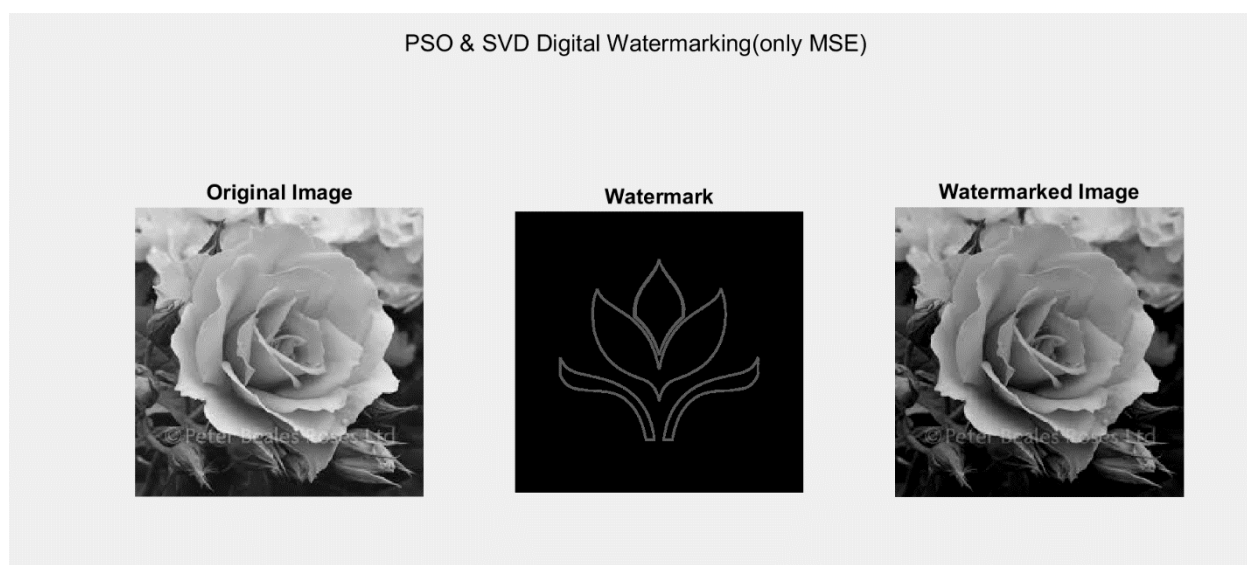 PSO & SVD Digital Watermarking(only MSE)
Original Image
Watermark
Watermarked Image
© Peter Beales Roses Ltd
© Peter Beales Roses Ltd